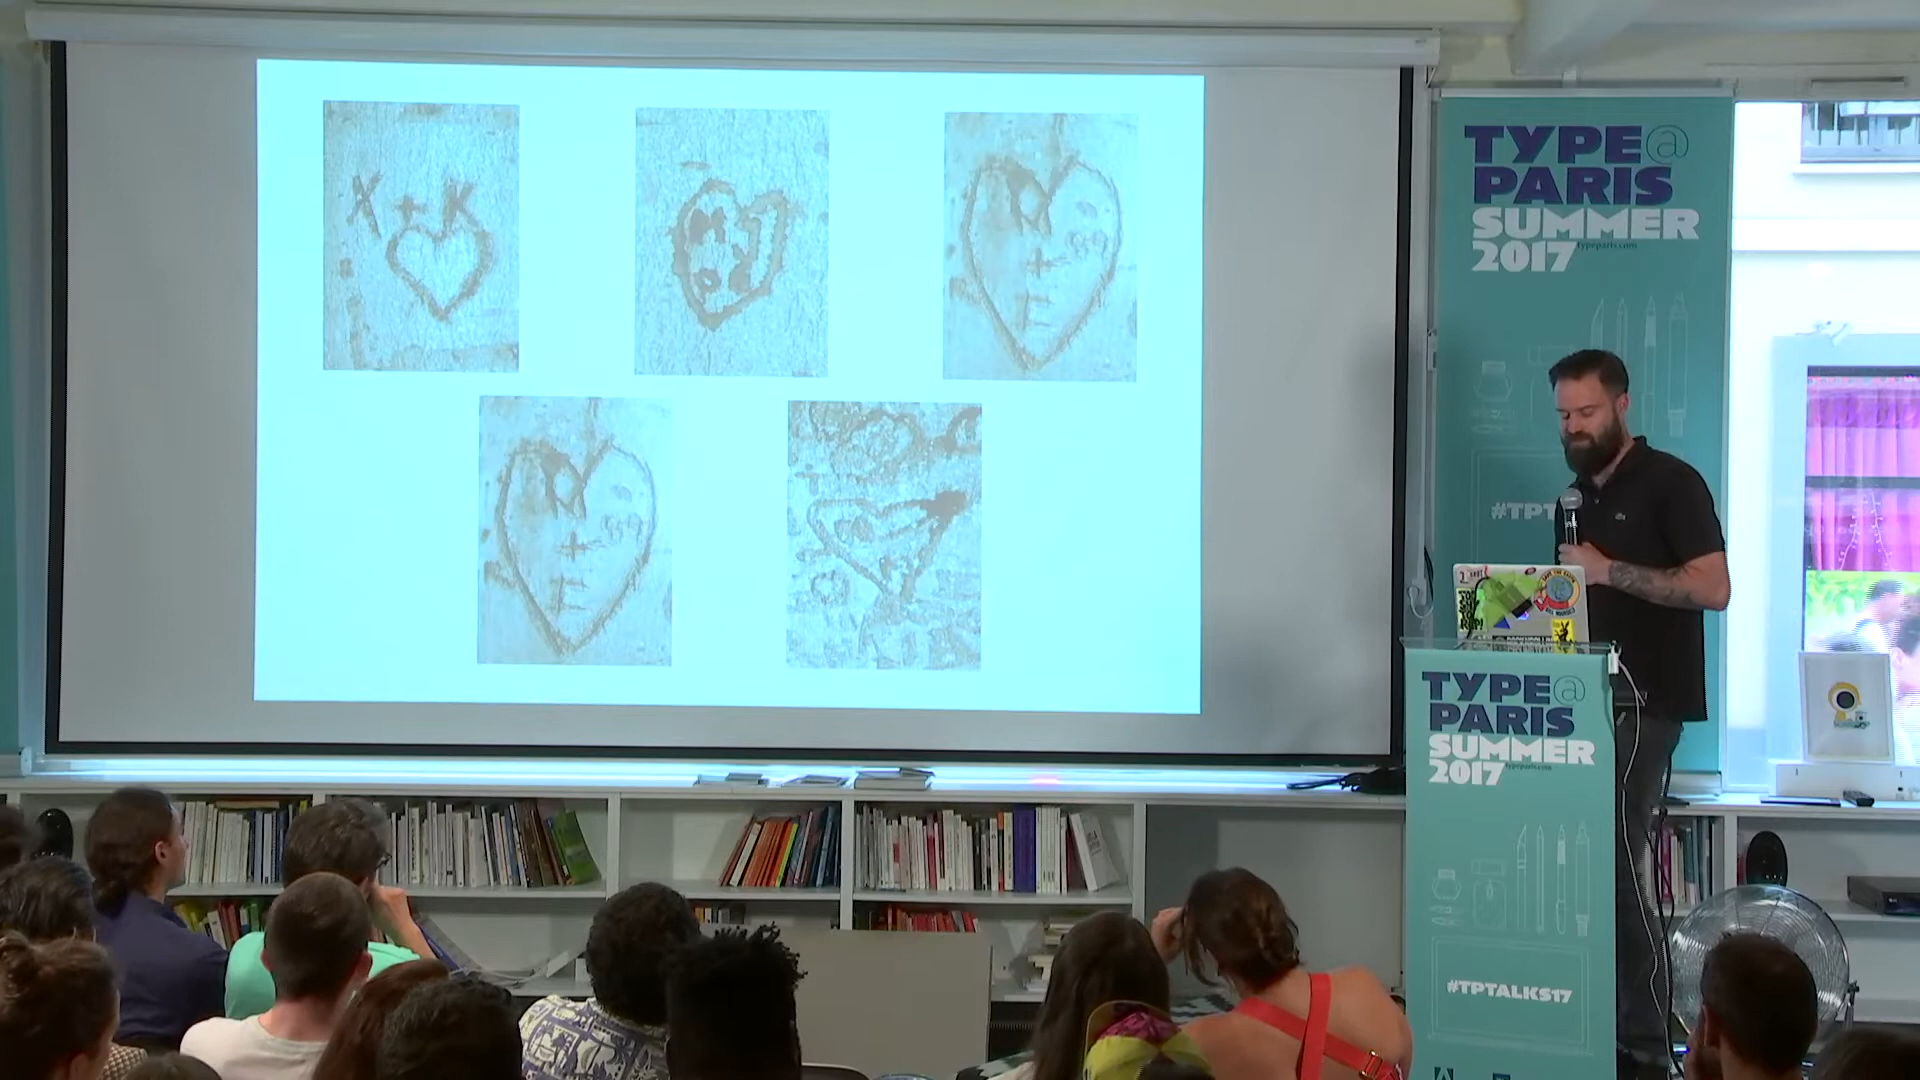 X + K
TYPE@
PARIS
SUMMER
2017
typeparis.com
#TPT
TYPE@
PARIS
SUMMER
2017
typeparis.com
#TPTALKS17